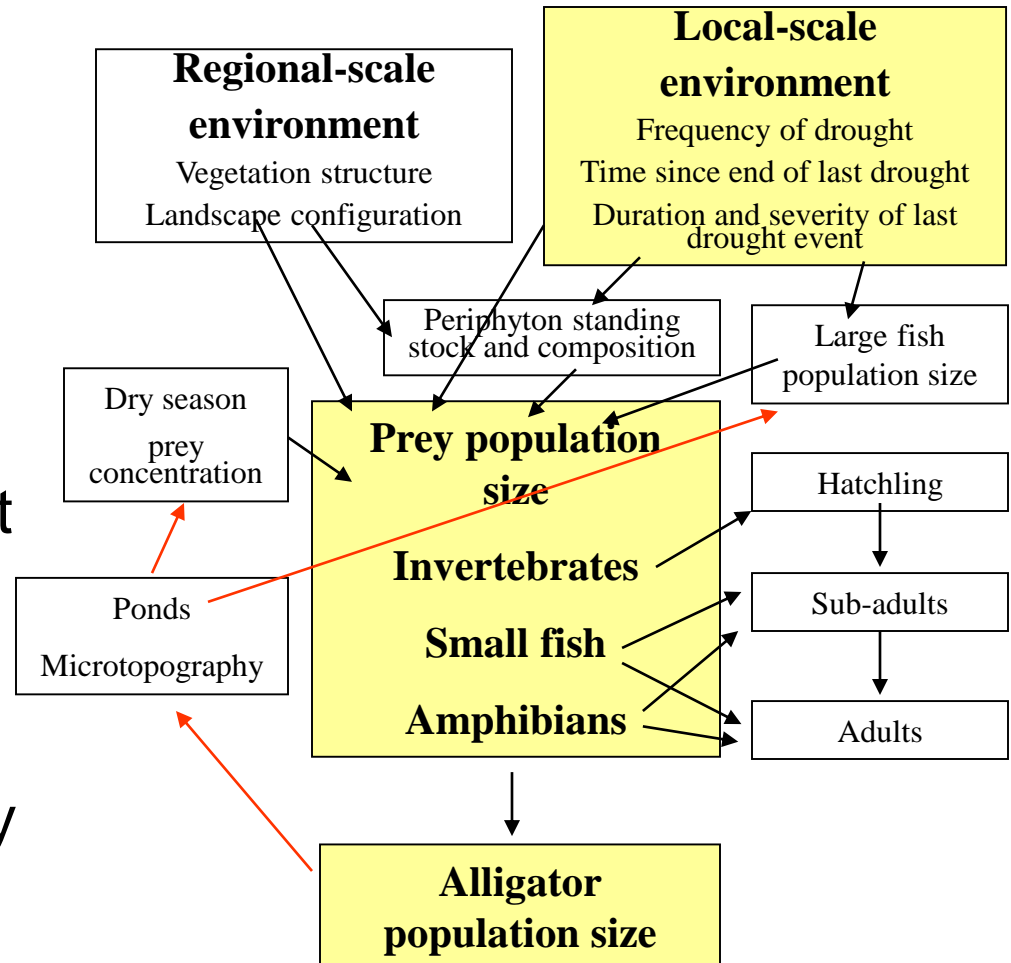 Regional-scale
environment
Vegetation structure
Landscape configuration
Local-scale
environment
Frequency of drought
Time since end of last drought
Duration and severity of last
drought event
Periphyton standing
stock and composition
Large fish
population size
Dry season
prey
concentration
Prey population
size
Invertebrates
Small fish
Amphibians
Hatchling
Sub-adults
Adults
t
Ponds
Microtopography
y
Alligator
population size